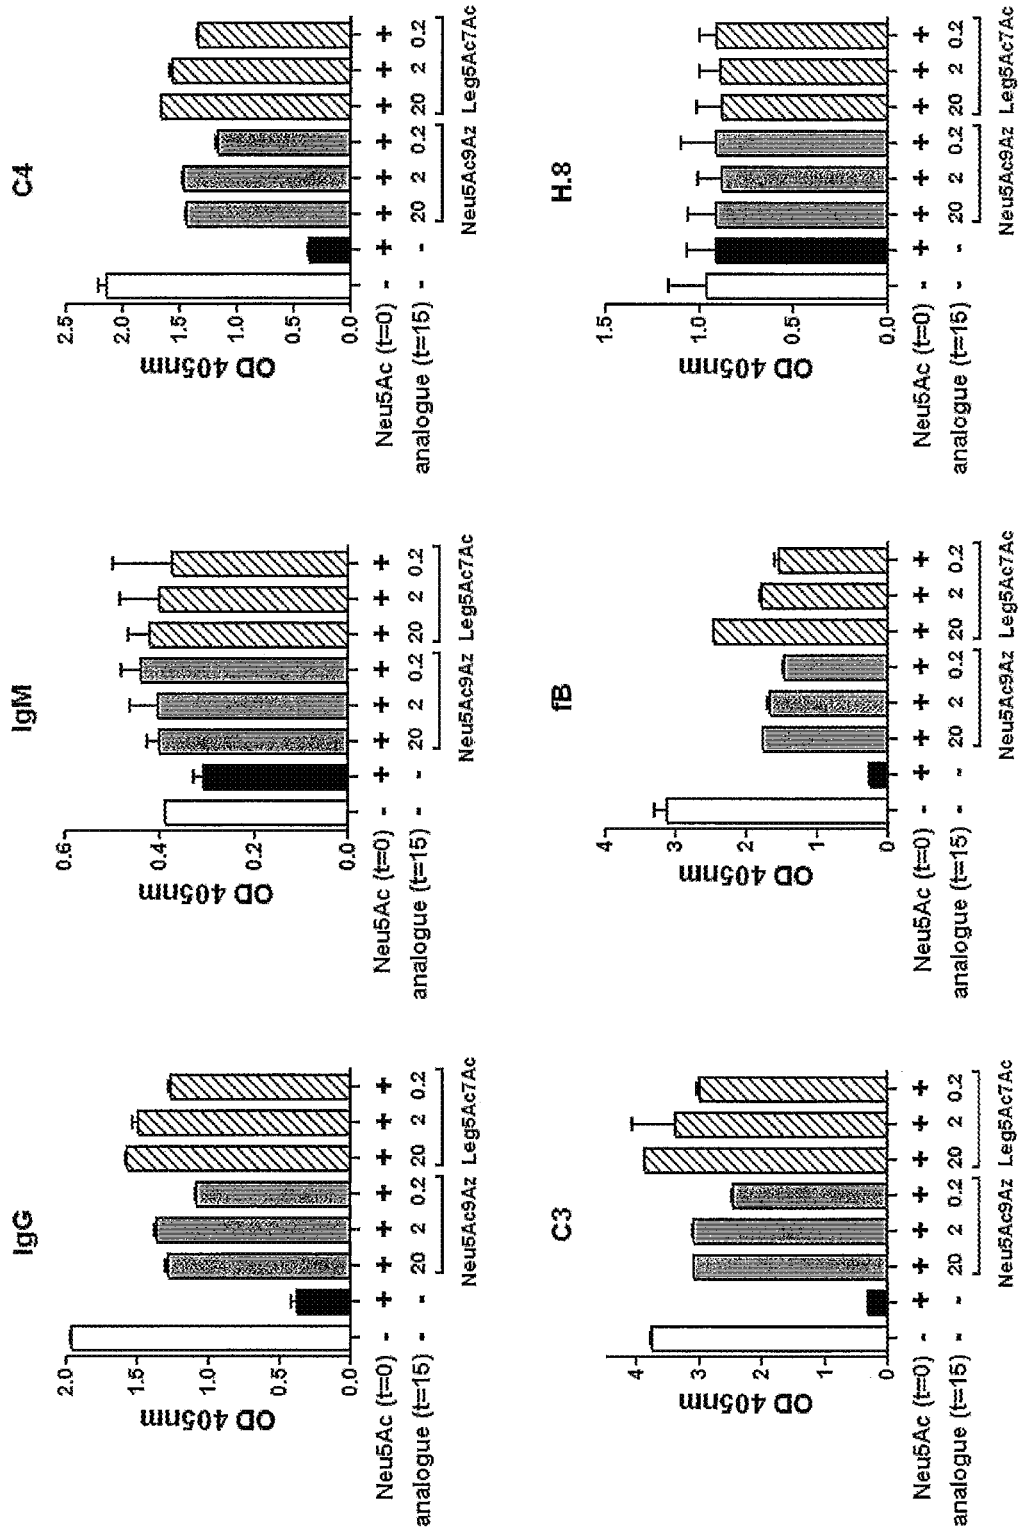 IgG
2.0
1.5
1.0
0.5
0.0
OD 405nm
Neu5Ac (t=0) - + + + + + + +
analogue (t=15) - - 20 2 0.2 20 2 0.2
Neu5Ac9Az Leg5Ac7Ac
IgM
0.6
0.4
0.2
0.0
OD 405nm
Neu5Ac (t=0) - + + + + + + +
analogue (t=15) - - 20 2 0.2 20 2 0.2
Neu5Ac9Az Leg5Ac7Ac
C4
2.5
2.0
1.5
1.0
0.5
0.0
OD 405nm
Neu5Ac (t=0) - + + + + + + +
analogue (t=15) - - 20 2 0.2 20 2 0.2
Neu5Ac9Az Leg5Ac7Ac
C3
4
3
2
1
0
OD 405nm
Neu5Ac (t=0) - + + + + + + +
analogue (t=15) - - 20 2 0.2 20 2 0.2
Neu5Ac9Az Leg5Ac7Ac
fB
4
3
2
1
0
OD 405nm
Neu5Ac (t=0) - + + + + + + +
analogue (t=15) - - 20 2 0.2 20 2 0.2
Neu5Ac9Az Leg5Ac7Ac
H.8
1.5
1.0
0.5
0.0
OD 405nm
Neu5Ac (t=0) - + + + + + + +
analogue (t=15) - - 20 2 0.2 20 2 0.2
Neu5Ac9Az Leg5Ac7Ac